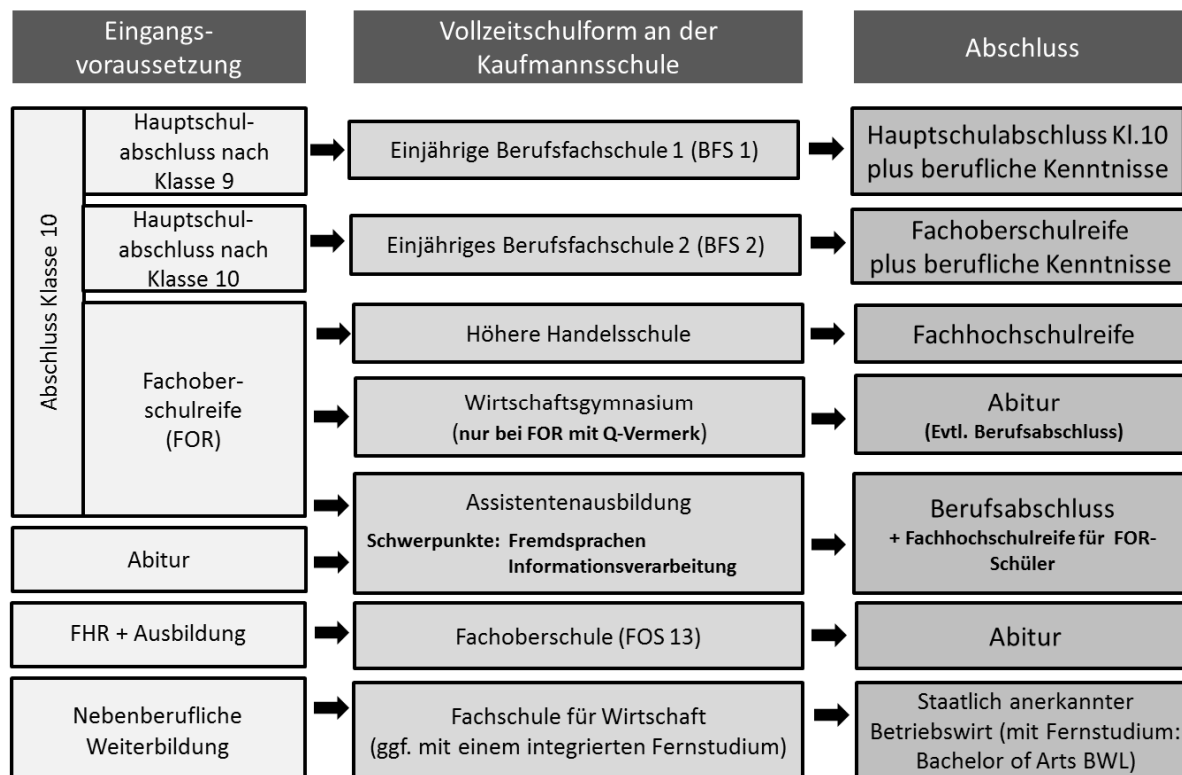 Eingangs-
voraussetzung
Vollzeitschulform an der
Kaufmannsschule
Abschluss
Abschluss Klasse 10
Hauptschul-
abschluss nach
Klasse 9
Einjährige Berufsfachschule 1 (BFS 1)
Hauptschulabschluss Kl.10
plus berufliche Kenntnisse
Hauptschul-
abschluss nach
Klasse 10
Einjähriges Berufsfachschule 2 (BFS 2)
Fachoberschulreife
plus berufliche Kenntnisse
Fachober-
schulreife
(FOR)
Höhere Handelsschule
Fachhochschulreife
Wirtschaftsgymnasium
(nur bei FOR mit Q-Vermerk)
Abitur
(Evtl. Berufsabschluss)
Assistentenausbildung
Schwerpunkte: Fremdsprachen
Informationsverarbeitung
Berufsabschluss
+ Fachhochschulreife für FOR-
Schüler
Abitur
FHR + Ausbildung
Fachoberschule (FOS 13)
Abitur
Nebenberufliche
Weiterbildung
Fachschule für Wirtschaft
(ggf. mit einem integrierten Fernstudium)
Staatlich anerkannter
Betriebswirt (mit Fernstudium:
Bachelor of Arts BWL)